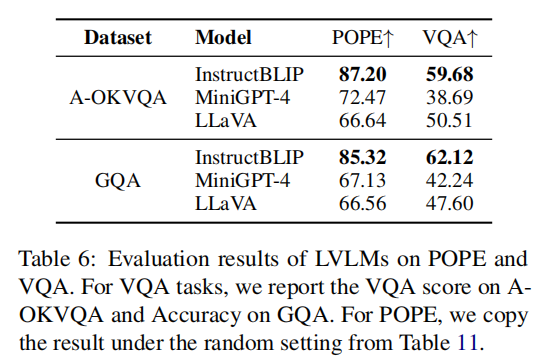 Dataset Model POPE↑ VQA↑
InstructBLIP 87.20 59.68
A-OKVQA MiniGPT-4 72.47 38.69
LLaVA 66.64 50.51
InstructBLIP 85.32 62.12
GQA MiniGPT-4 67.13 42.24
LLaVA 66.56 47.60
Table 6: Evaluation results of LVLMs on POPE and
VQA. For VQA tasks, we report the VQA score on A-
OKVQA and Accuracy on GQA. For POPE, we copy
the result under the random setting from Table 11.